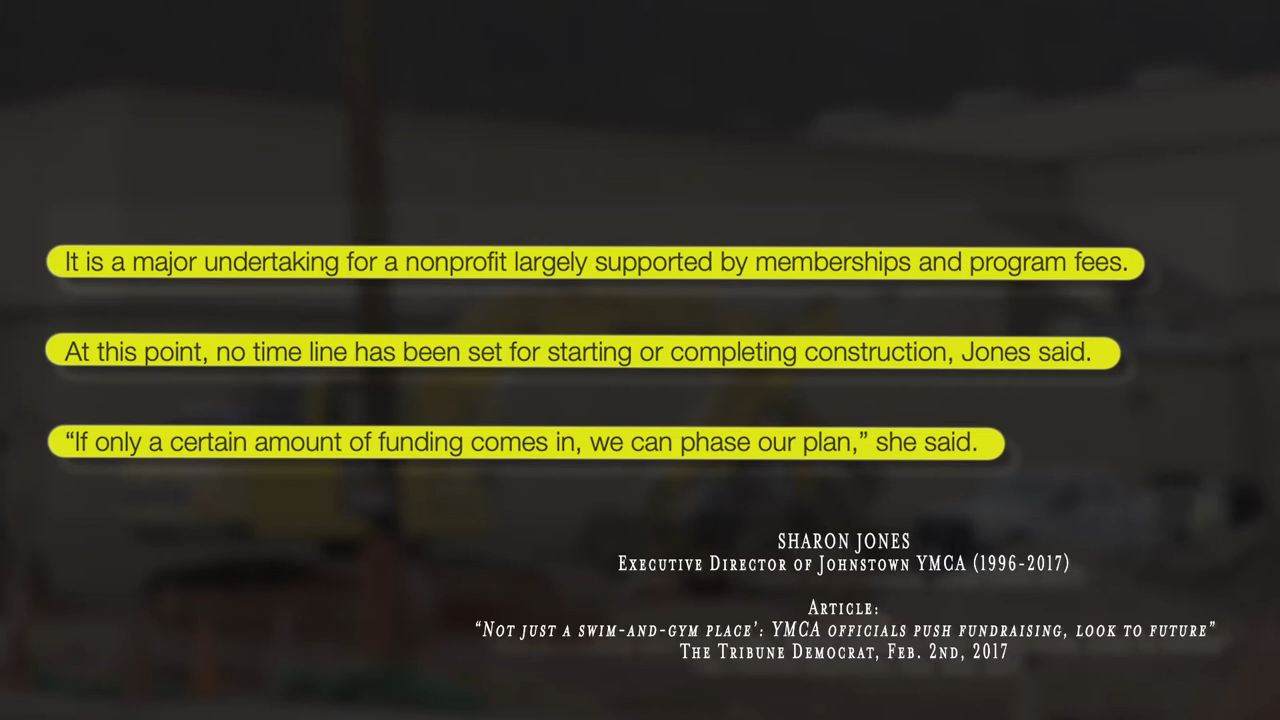 It is a major undertaking for a nonprofit largely supported by memberships and program fees.
At this point, no time line has been set for starting or completing construction, Jones said.
“If only a certain amount of funding comes in, we can phase our plan,” she said.
SHARON JONES
Executive Director of Johnstown YMCA (1996-2017)
Article:
“Not just a swim-and-gym place’: YMCA officials push fundraising, look to future”
The Tribune Democrat, Feb. 2nd, 2017